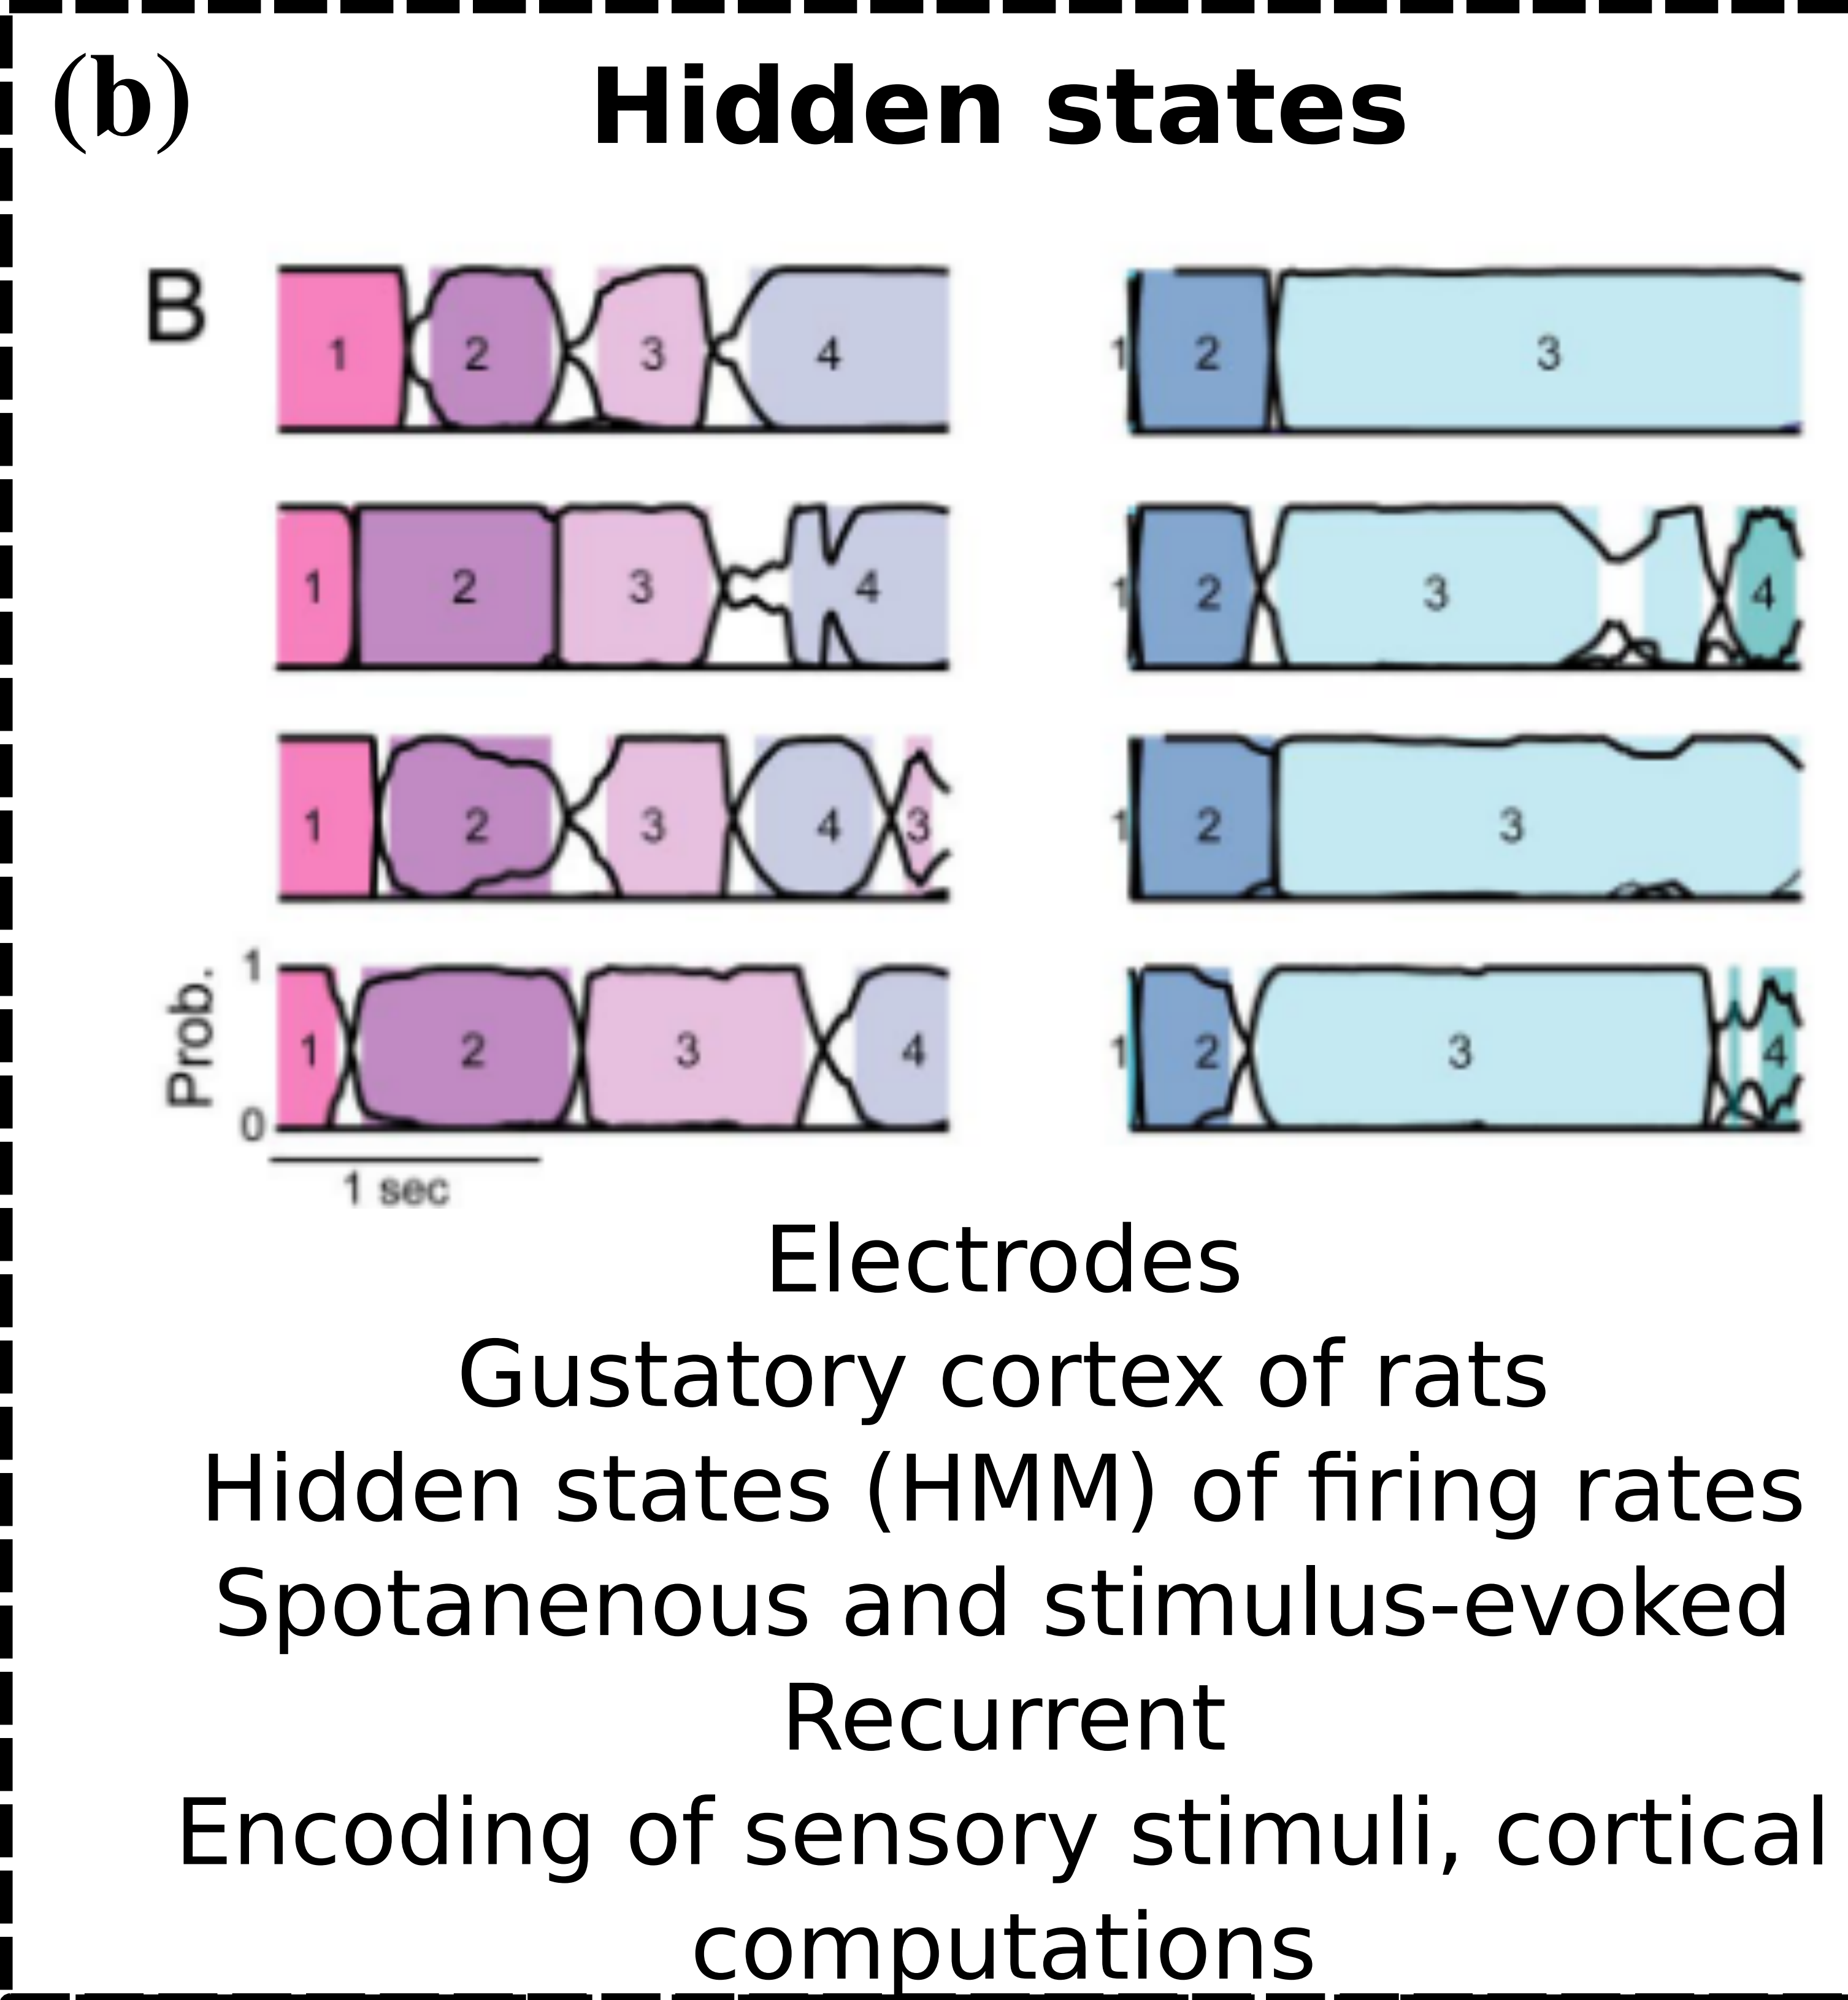 (b) Hidden states
B
1 2 3 4 1 2 3
1 2 3 4 1 2 3 4
1 2 3 4 3 1 2 3
Prob. 1 0
1 2 3 4 1 2 3 4
1 sec
Electrodes
Gustatory cortex of rats
Hidden states (HMM) of firing rates
Spotanenous and stimulus-evoked
Recurrent
Encoding of sensory stimuli, cortical
computations